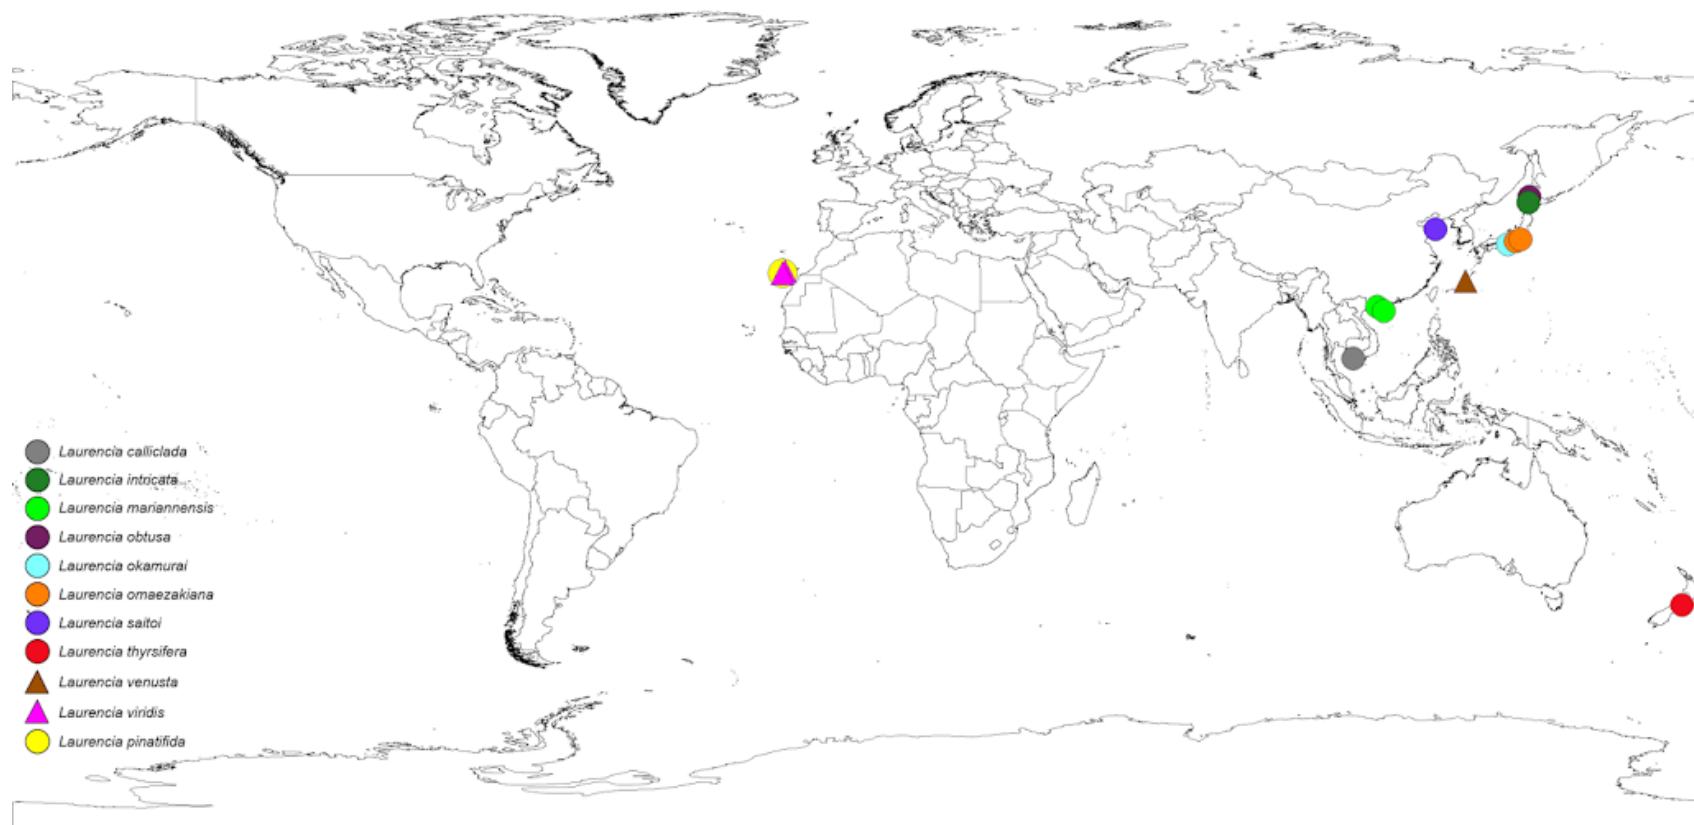 Laurencia calliclada
Laurencia intricata
Laurencia mariannensis
Laurencia obtusa
Laurencia okamurai
Laurencia omaezakiana
Laurencia saitoi
Laurencia thyrsifera
Laurencia venusta
Laurencia viridis
Laurencia pinatifida